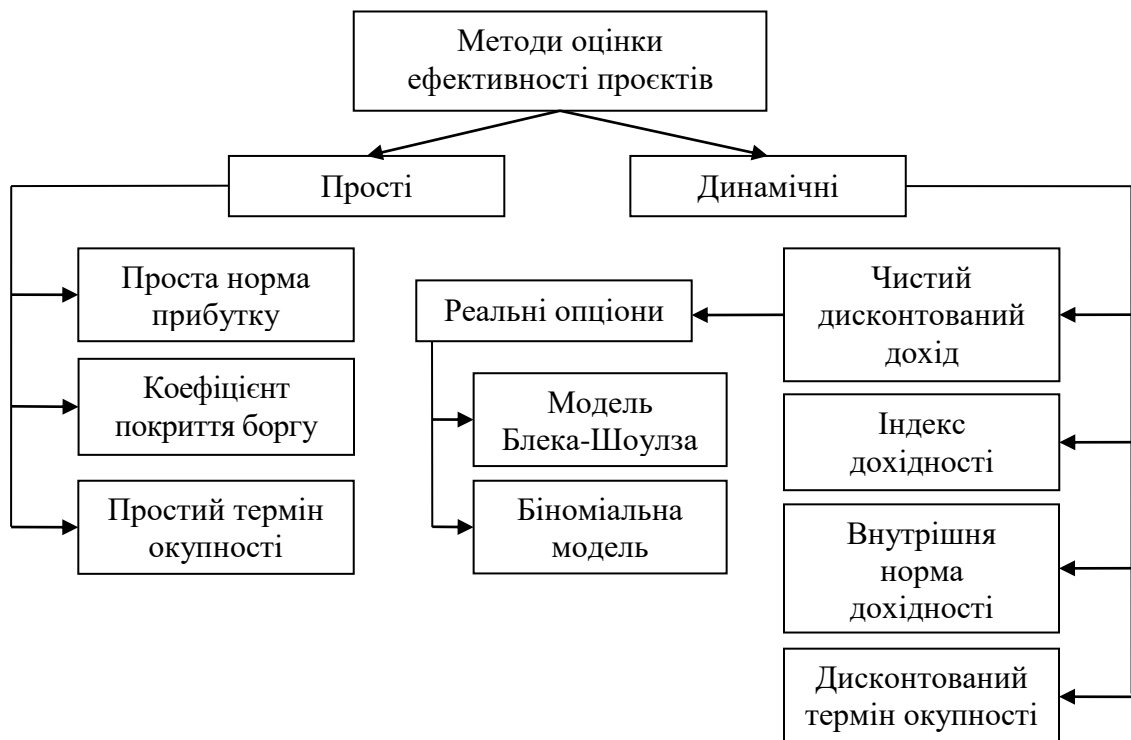 Методи оцінки
ефективності проєктів
Прості
Динамічні
Проста норма
прибутку
Коефіцієнт
покриття боргу
Простий термін
окупності
Реальні опціони
Модель
Блека-Шоулза
Біноміальна
модель
Чистий
дисконтований
дохід
Індекс
дохідності
Внутрішня
норма
дохідності
Дисконтований
термін окупності